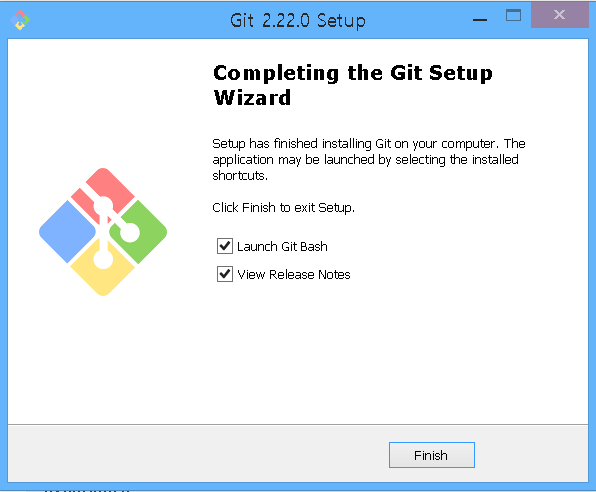 Git 2.22.0 Setup
Completing the Git Setup
Wizard
Setup has finished installing Git on your computer. The
application may be launched by selecting the installed
shortcuts.
Click Finish to exit Setup.
Launch Git Bash
View Release Notes
Finish